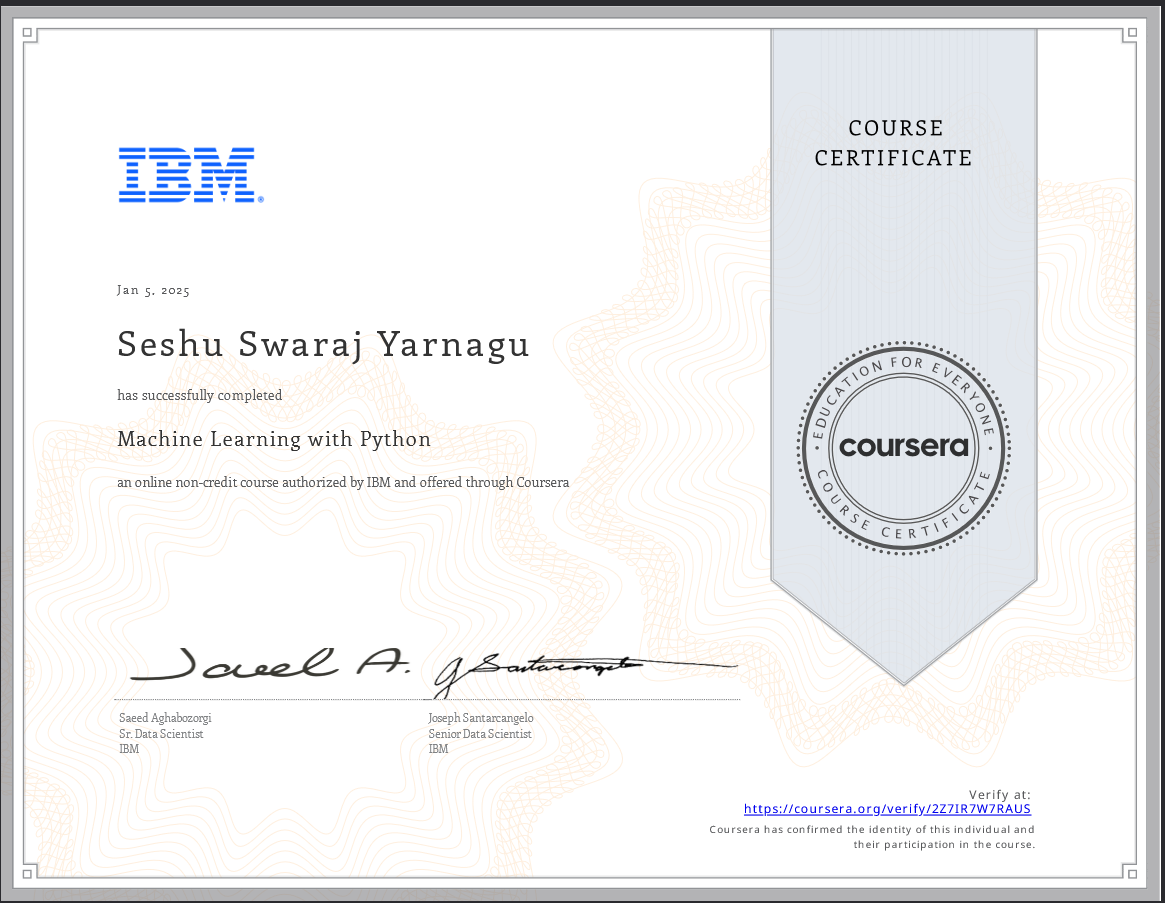 COURSE
CERTIFICATE
IBM®
Jan 5, 2025
Seshu Swaraj Yarnagu
has successfully completed
Machine Learning with Python
an online non-credit course authorized by IBM and offered through Coursera
EDUCATION FOR EVERYONE
coursera
COURSE CERTIFICATE
Saeed A.
J Santarcangelo
Saeed Aghabozorgi
Sr. Data Scientist
IBM
Joseph Santarcangelo
Senior Data Scientist
IBM
Verify at:
https://coursera.org/verify/2Z7IR7W7RAUS
Coursera has confirmed the identity of this individual and
their participation in the course.